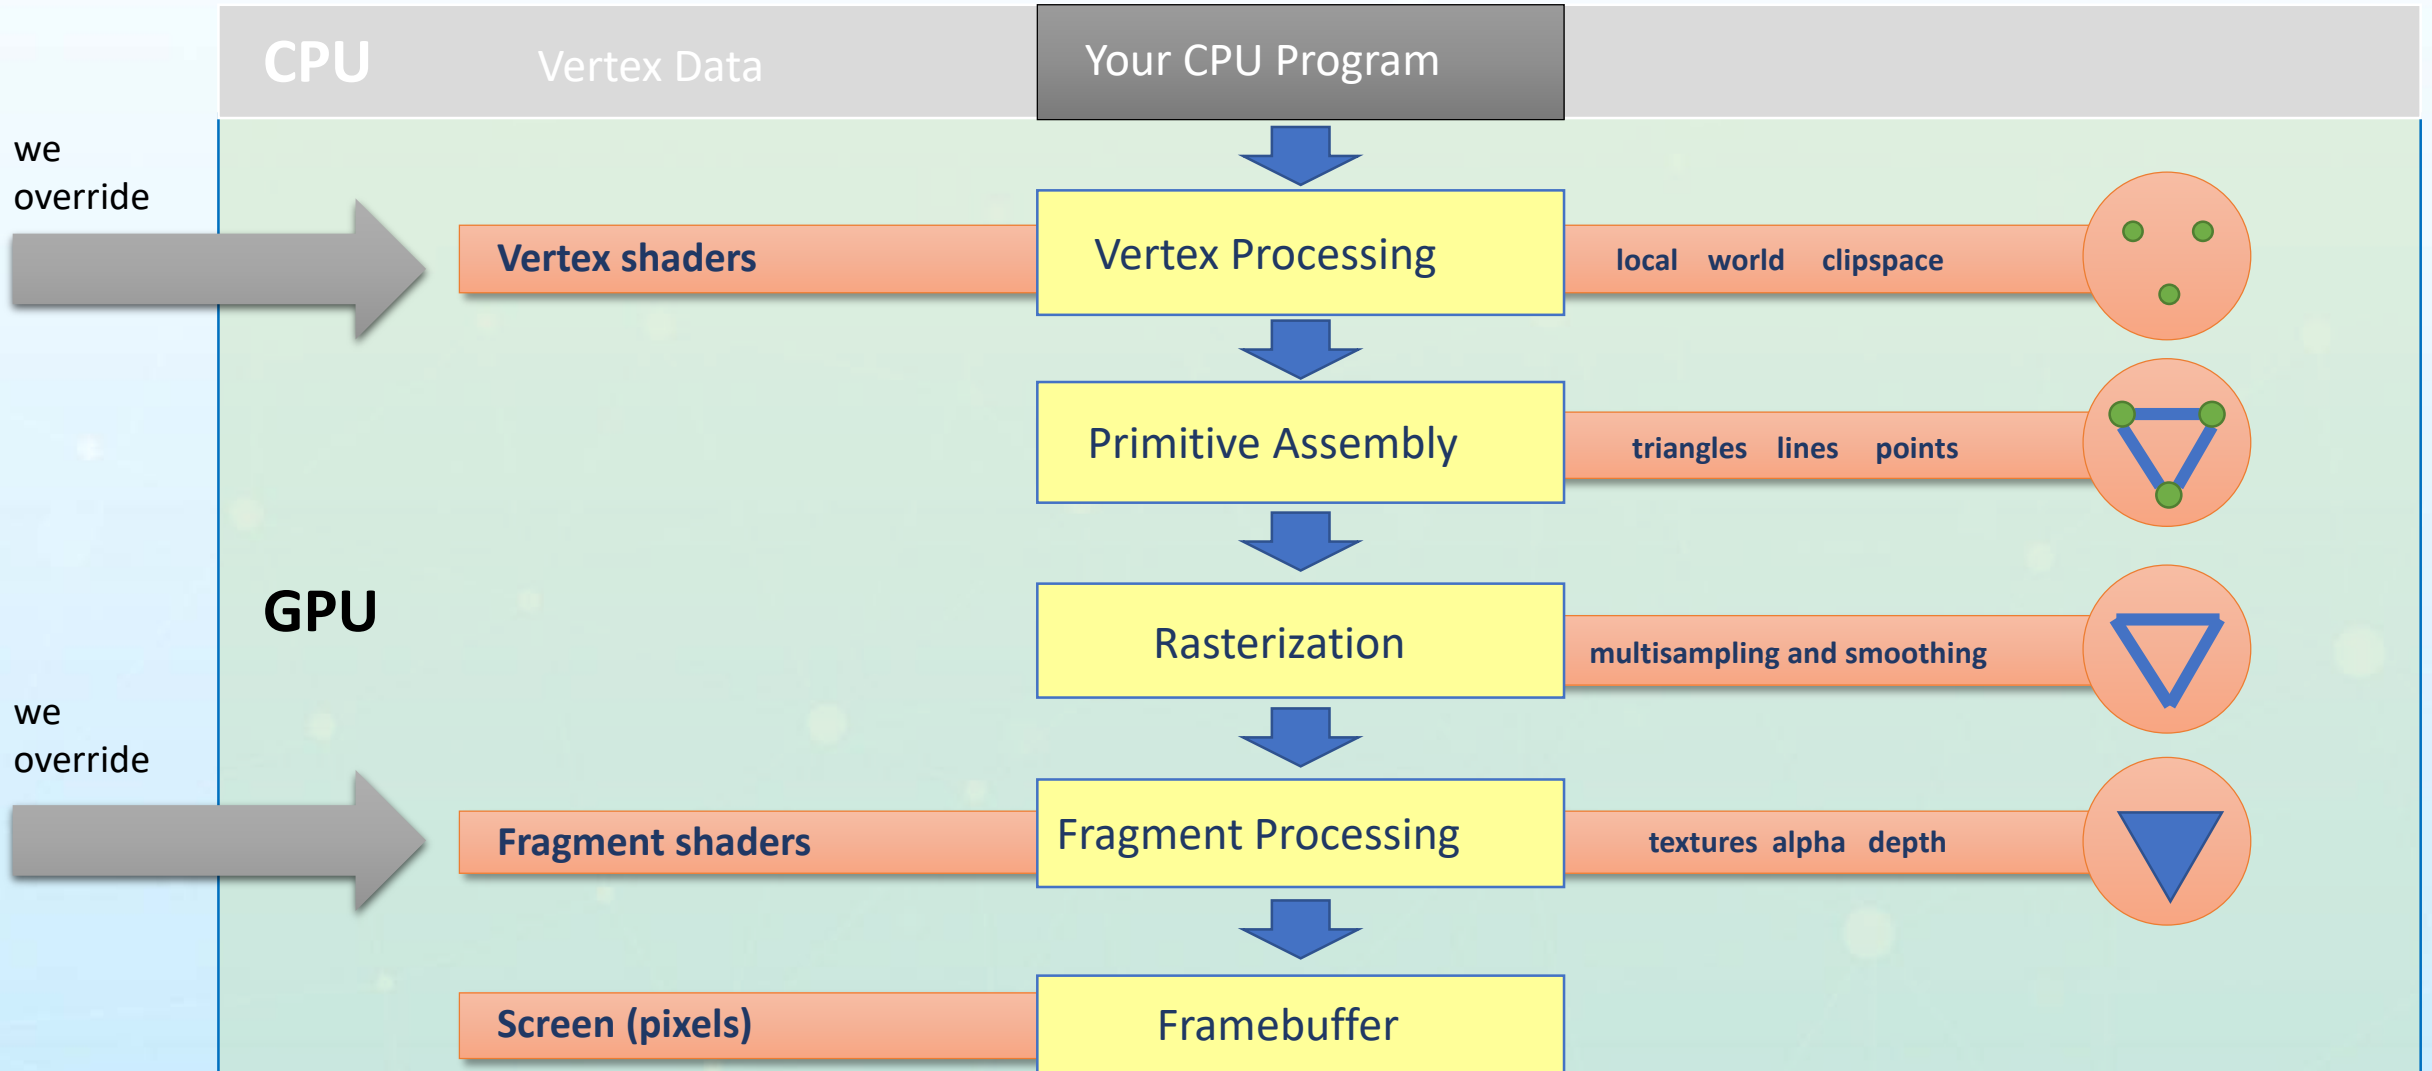 CPU
Vertex Data
Your CPU Program
we
override
Vertex shaders
Vertex Processing
local world clipspace
Primitive Assembly
triangles lines points
GPU
Rasterization
multisampling and smoothing
we
override
Fragment shaders
Fragment Processing
textures alpha depth
Screen (pixels)
Framebuffer